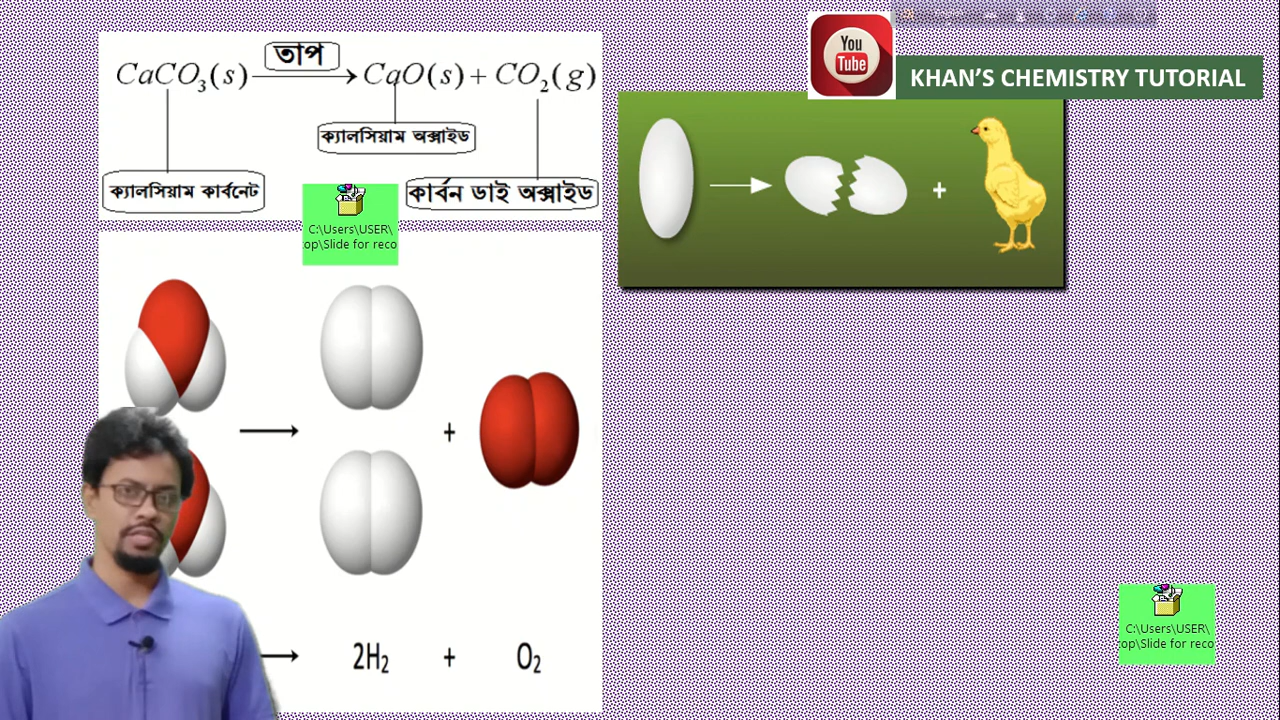 তাপ
CaCO₃(s) → CaO(s) + CO₂(g)
ক্যালসিয়াম অক্সাইড
ক্যালসিয়াম কার্বনেট
কার্বন ডাই অক্সাইড
C:\Users\USER\
op\Slide for reco
You
Tube
KHAN'S CHEMISTRY TUTORIAL
→
+
→
+
→ 2H₂ + O₂
C:\Users\USER\
op\Slide for reco